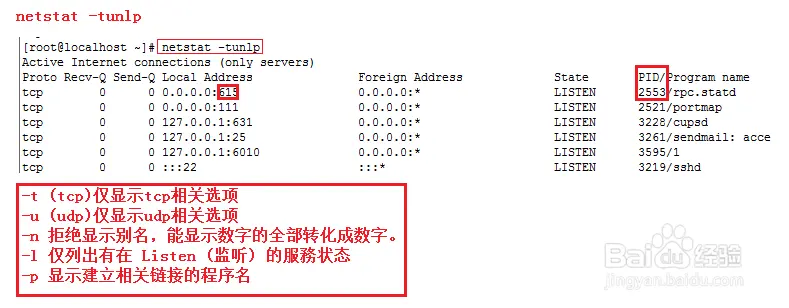 netstat -tunlp
[root@localhost ~]# netstat -tunlp
Active Internet connections (only servers)
Proto Recv-Q Send-Q Local Address Foreign Address State PID/Program name
tcp 0 0 0.0.0.0:615 0.0.0.0:* LISTEN 2553/rpc.statd
tcp 0 0 0.0.0.0:111 0.0.0.0:* LISTEN 2521/portmap
tcp 0 0 127.0.0.1:631 0.0.0.0:* LISTEN 3228/cupsd
tcp 0 0 127.0.0.1:25 0.0.0.0:* LISTEN 3261/sendmail: acce
tcp 0 0 127.0.0.1:6010 0.0.0.0:* LISTEN 3595/1
tcp 0 0 :::22 :::* LISTEN 3219/sshd
-t (tcp)仅显示tcp相关选项
-u (udp)仅显示udp相关选项
-n 拒绝显示别名，能显示数字的全部转化成数字。
-l 仅列出有在 Listen (监听) 的服務状态
-p 显示建立相关链接的程序名
Baidu 经验
jingyan.baidu.com